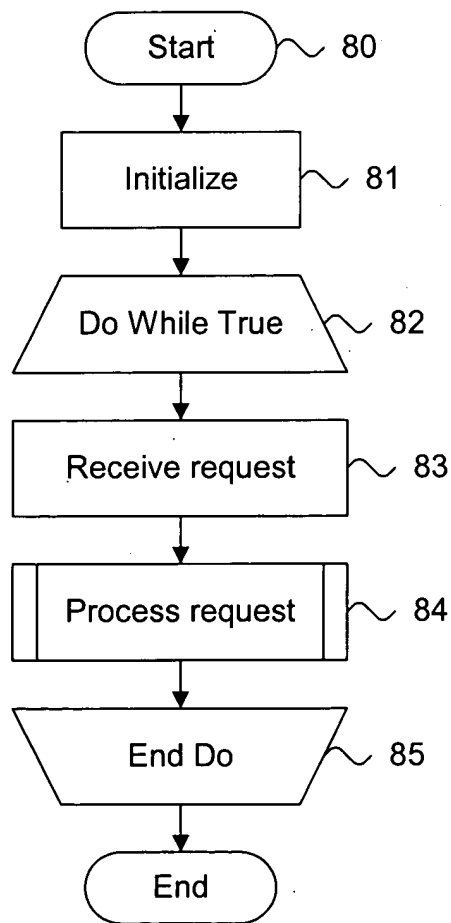 Start 80
Initialize 81
Do While True 82
Receive request 83
Process request 84
End Do 85
End